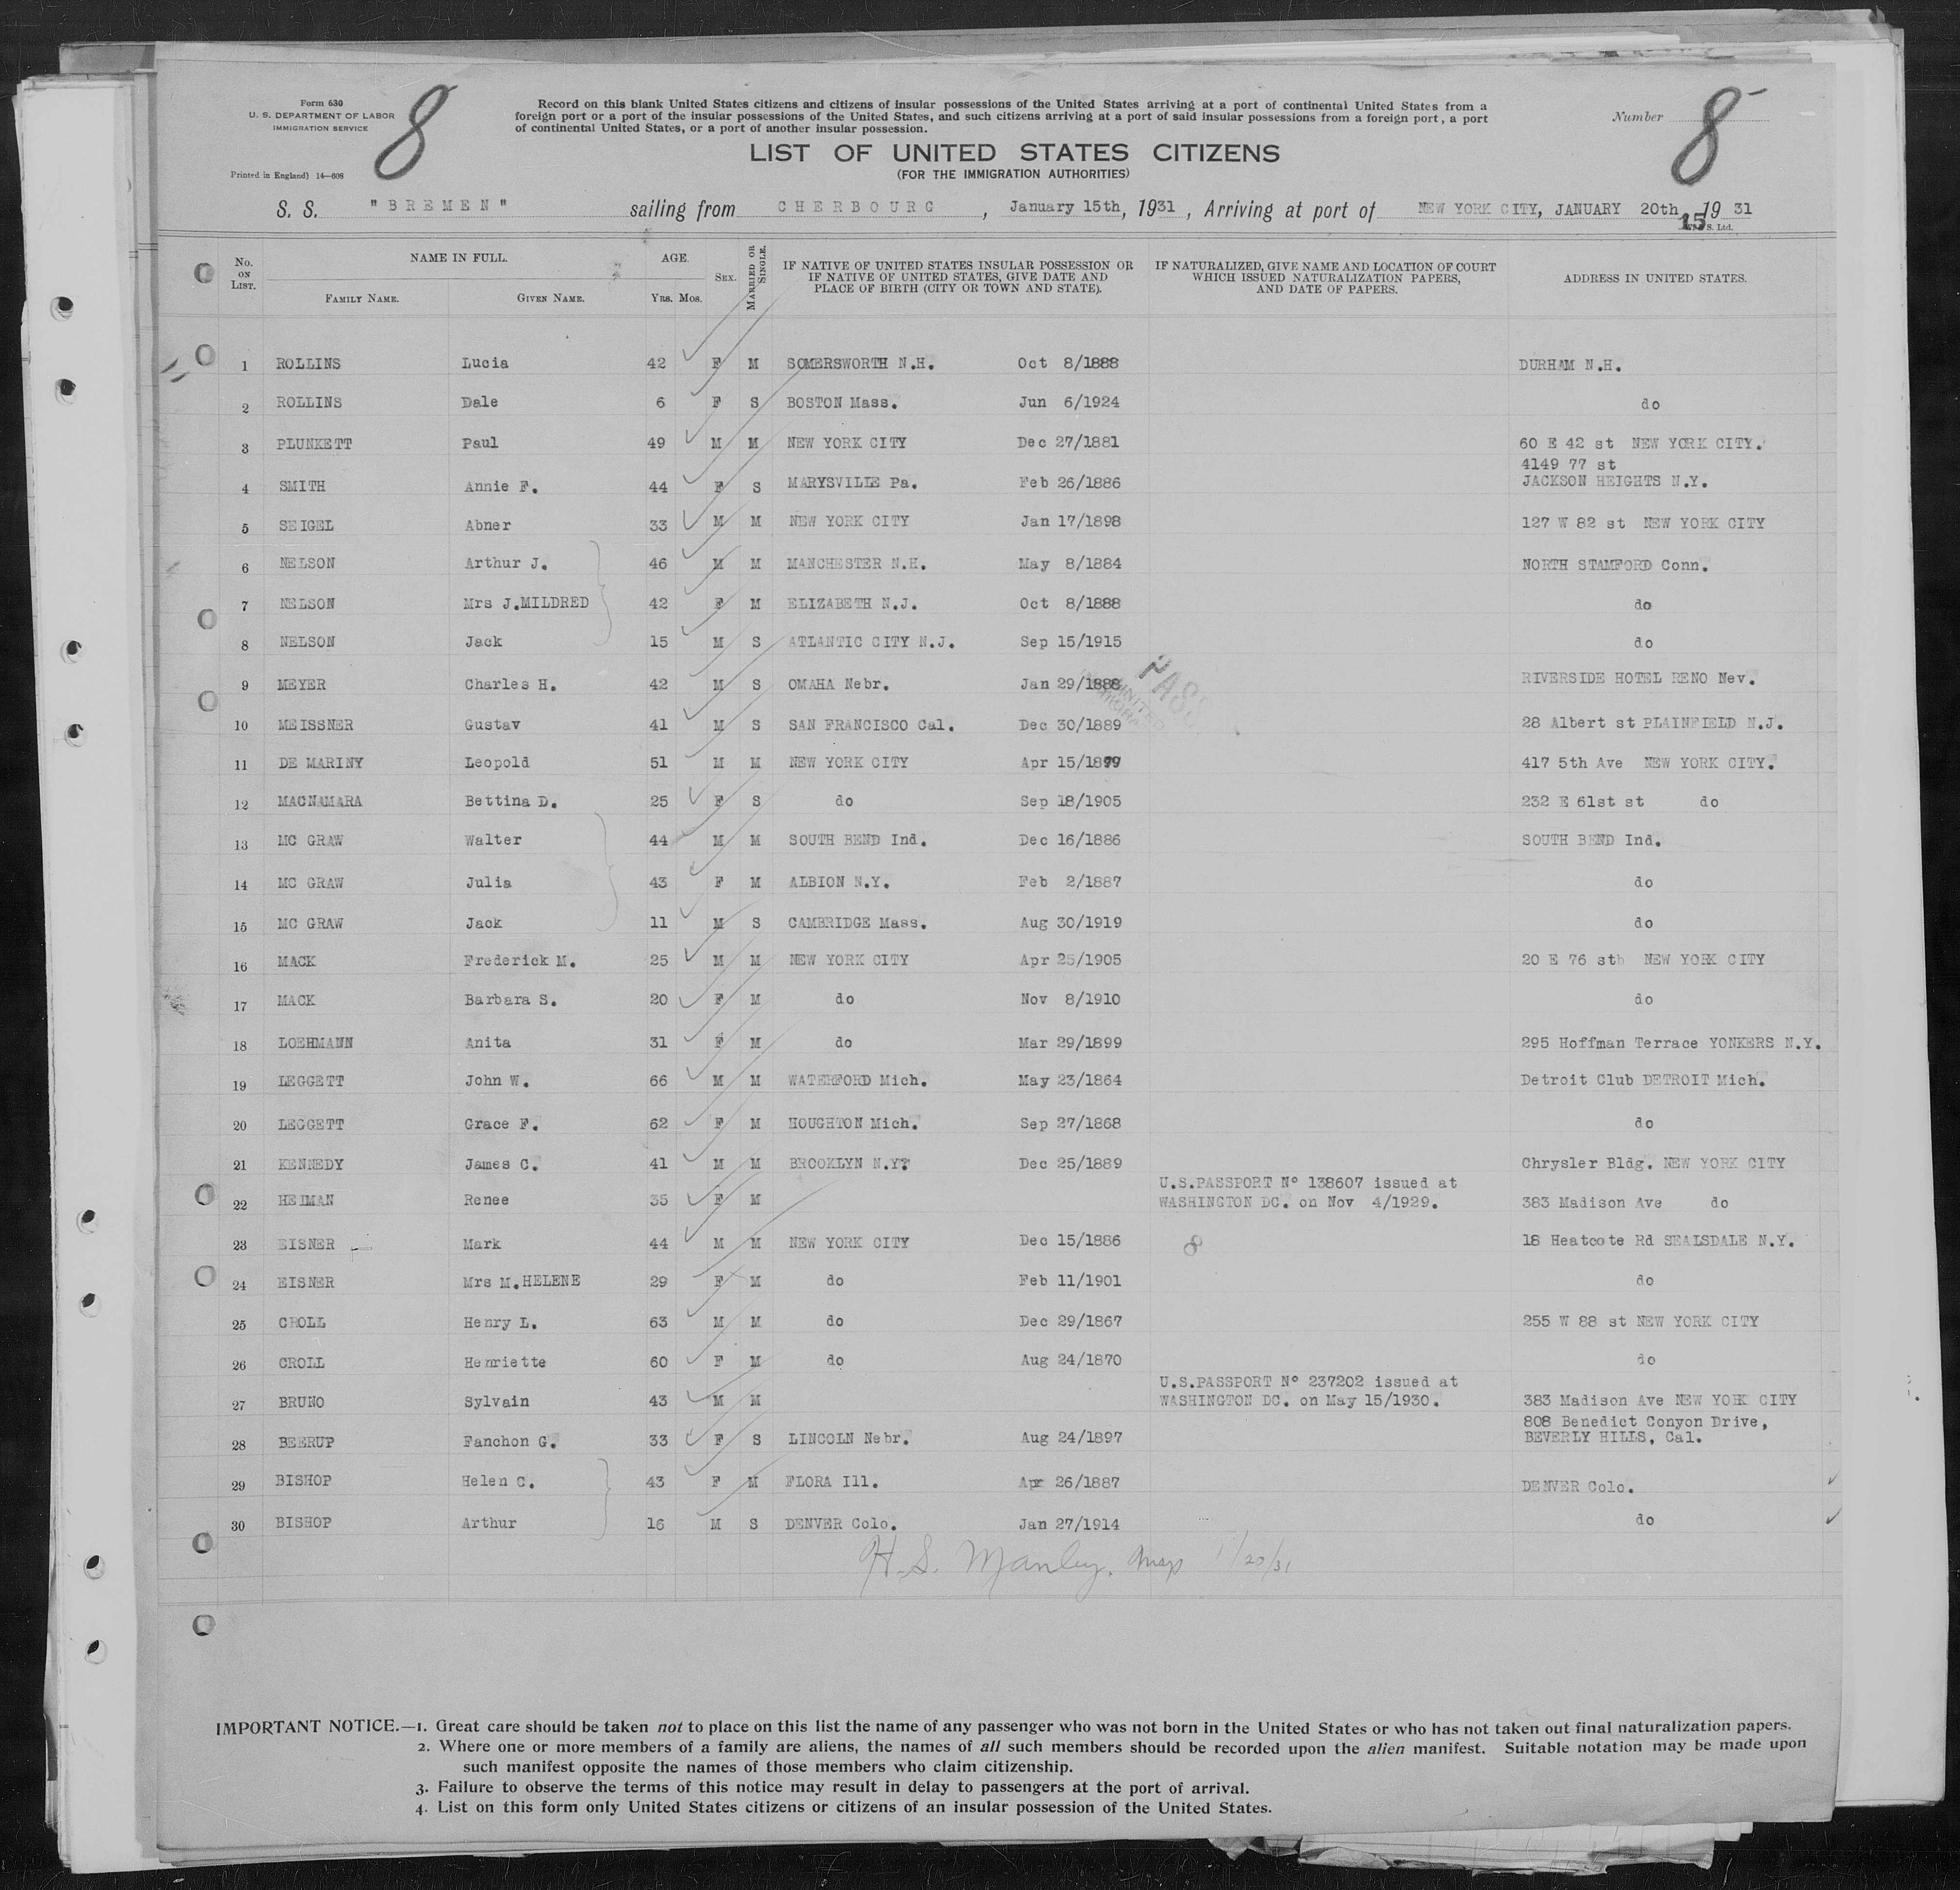 Form 630
U. S. DEPARTMENT OF LABOR
IMMIGRATION SERVICE
8
Record on this blank United States citizens and citizens of insular possessions of the United States arriving at a port of continental United States from a
foreign port or a port of the insular possessions of the United States, and such citizens arriving at a port of said insular possessions from a foreign port, a port
of continental United States, or a port of another insular possession.
Number 8
LIST OF UNITED STATES CITIZENS
(FOR THE IMMIGRATION AUTHORITIES)
Printed in England) 14—608
S. S. "BREMEN" sailing from CHERBOURG, January 15th, 1931, Arriving at port of NEW YORK CITY, JANUARY 20th 1931
15 S. Ltd.
No. ON LIST. NAME IN FULL. FAMILY NAME. GIVEN NAME. AGE. YRS. MOS. SEX. MARRIED OR SINGLE. IF NATIVE OF UNITED STATES INSULAR POSSESSION OR IF NATIVE OF UNITED STATES, GIVE DATE AND PLACE OF BIRTH (CITY OR TOWN AND STATE). IF NATURALIZED, GIVE NAME AND LOCATION OF COURT WHICH ISSUED NATURALIZATION PAPERS, AND DATE OF PAPERS. ADDRESS IN UNITED STATES.
1 ROLLINS Lucia 42 F M SOMERSWORTH N.H. Oct 8/1888 DURHAM N.H.
2 ROLLINS Dale 6 F S BOSTON Mass. Jun 6/1924 do
3 PLUNKETT Paul 49 M M NEW YORK CITY Dec 27/1881 60 E 42 st NEW YORK CITY.
4 SMITH Annie F. 44 F S MARYSVILLE Pa. Feb 26/1886 4149 77 st JACKSON HEIGHTS N.Y.
5 SEIGEL Abner 33 M M NEW YORK CITY Jan 17/1898 127 W 82 st NEW YORK CITY
6 NELSON Arthur J. 46 M M MANCHESTER N.H. May 8/1884 NORTH STAMFORD Conn.
7 NELSON Mrs J.MILDRED 42 F M ELIZABETH N.J. Oct 8/1888 do
8 NELSON Jack 15 M S ATLANTIC CITY N.J. Sep 15/1915 do
9 MEYER Charles H. 42 M S OMAHA Nebr. Jan 29/1888 RIVERSIDE HOTEL RENO Nev.
10 MEISSNER Gustav 41 M S SAN FRANCISCO Cal. Dec 30/1889 28 Albert st PLAINFIELD N.J.
11 DE MARINY Leopold 51 M M NEW YORK CITY Apr 15/1879 417 5th Ave NEW YORK CITY.
12 MACNAMARA Bettina D. 25 F S do Sep 18/1905 232 E 61st st do
13 MC GRAW Walter 44 M M SOUTH BEND Ind. Dec 16/1886 SOUTH BEND Ind.
14 MC GRAW Julia 43 F M ALBION N.Y. Feb 2/1887 do
15 MC GRAW Jack 11 M S CAMBRIDGE Mass. Aug 30/1919 do
16 MACK Frederick M. 25 M M NEW YORK CITY Apr 25/1905 20 E 76 st NEW YORK CITY
17 MACK Barbara S. 20 F M do Nov 8/1910 do
18 LOEHMANN Anita 31 F M do Mar 29/1899 295 Hoffman Terrace YONKERS N.Y.
19 LEGGETT John W. 66 M M WATERFORD Mich. May 23/1864 Detroit Club DETROIT Mich.
20 LEGGETT Grace F. 62 F M HOUGHTON Mich. Sep 27/1868 do
21 KENNEDY James C. 41 M M BROOKLYN N.Y. Dec 25/1889 Chrysler Bldg. NEW YORK CITY
22 HEIMAN Renee 35 F M U.S.PASSPORT Nº 138607 issued at WASHINGTON DC. on Nov 4/1929. 383 Madison Ave do
23 EISNER Mark 44 M M NEW YORK CITY Dec 15/1886 8 18 Heatcote Rd SEALSDALE N.Y.
24 EISNER Mrs M.HELENE 29 F M do Feb 11/1901 do
25 CROLL Henry L. 63 M M do Dec 29/1867 255 W 88 st NEW YORK CITY
26 CROLL Henriette 60 F M do Aug 24/1870 do
27 BRUNO Sylvain 43 M M U.S.PASSPORT Nº 237202 issued at WASHINGTON DC. on May 15/1930. 383 Madison Ave NEW YORK CITY
28 BEERUP Fanchon G. 33 F S LINCOLN Nebr. Aug 24/1897 808 Benedict Conyon Drive, BEVERLY HILLS, Cal.
29 BISHOP Helen C. 43 F M FLORA Ill. Apr 26/1887 DENVER Colo.
30 BISHOP Arthur 16 M S DENVER Colo. Jan 27/1914 do
H. S. Manley. Insp 1/20/31
IMPORTANT NOTICE.—1. Great care should be taken not to place on this list the name of any passenger who was not born in the United States or who has not taken out final naturalization papers.
2. Where one or more members of a family are aliens, the names of all such members should be recorded upon the alien manifest. Suitable notation may be made upon
such manifest opposite the names of those members who claim citizenship.
3. Failure to observe the terms of this notice may result in delay to passengers at the port of arrival.
4. List on this form only United States citizens or citizens of an insular possession of the United States.